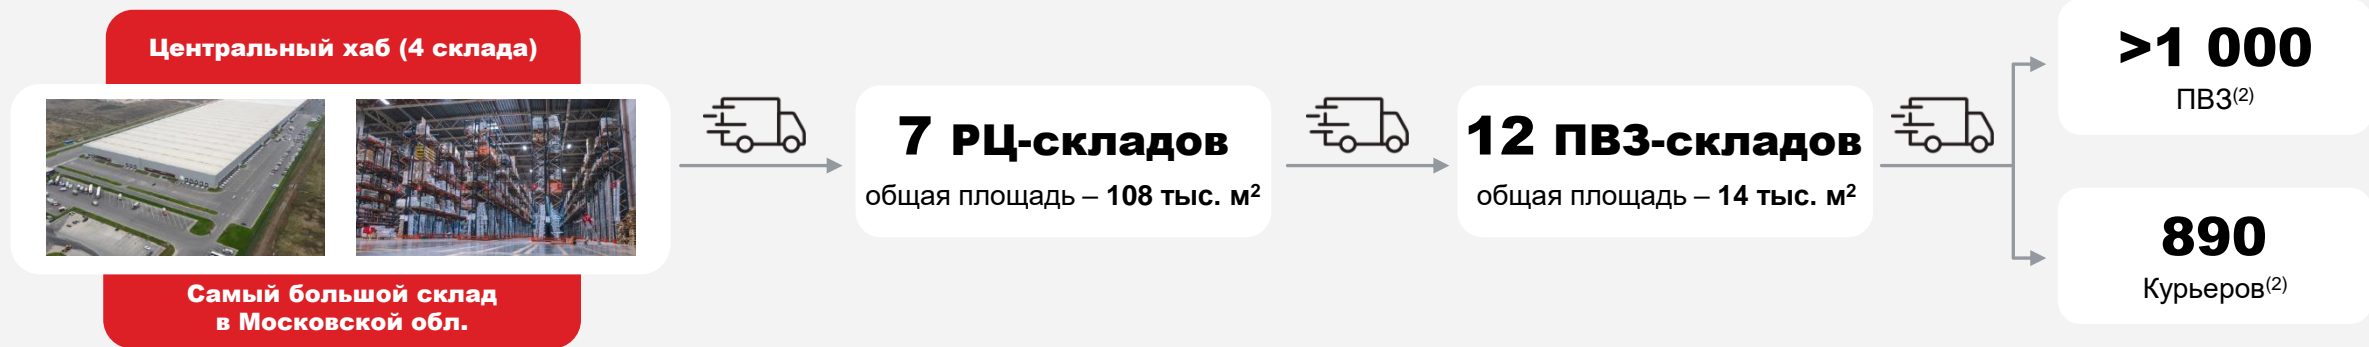 Центральный хаб (4 склада)
Самый большой склад
в Московской обл.
7 РЦ-складов
общая площадь – 108 тыс. м²
12 ПВЗ-складов
общая площадь – 14 тыс. м²
>1 000
ПВЗ⁽²⁾
890
Курьеров⁽²⁾